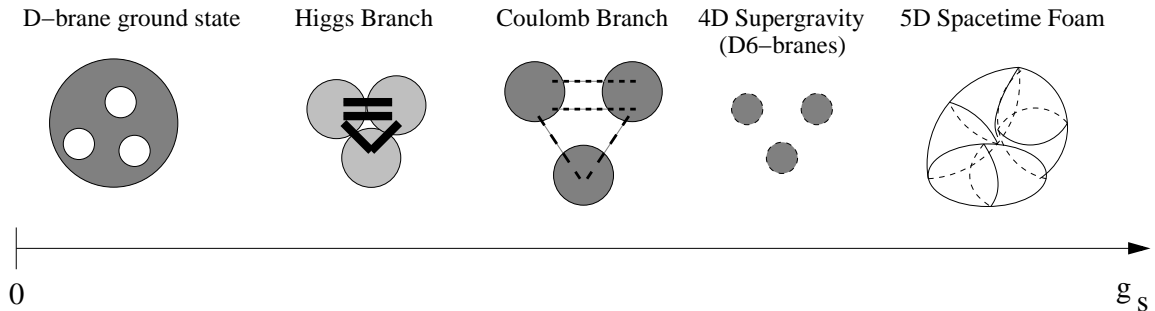 D−brane ground state
Higgs Branch
Coulomb Branch
4D Supergravity
(D6−branes)
5D Spacetime Foam
0
g s